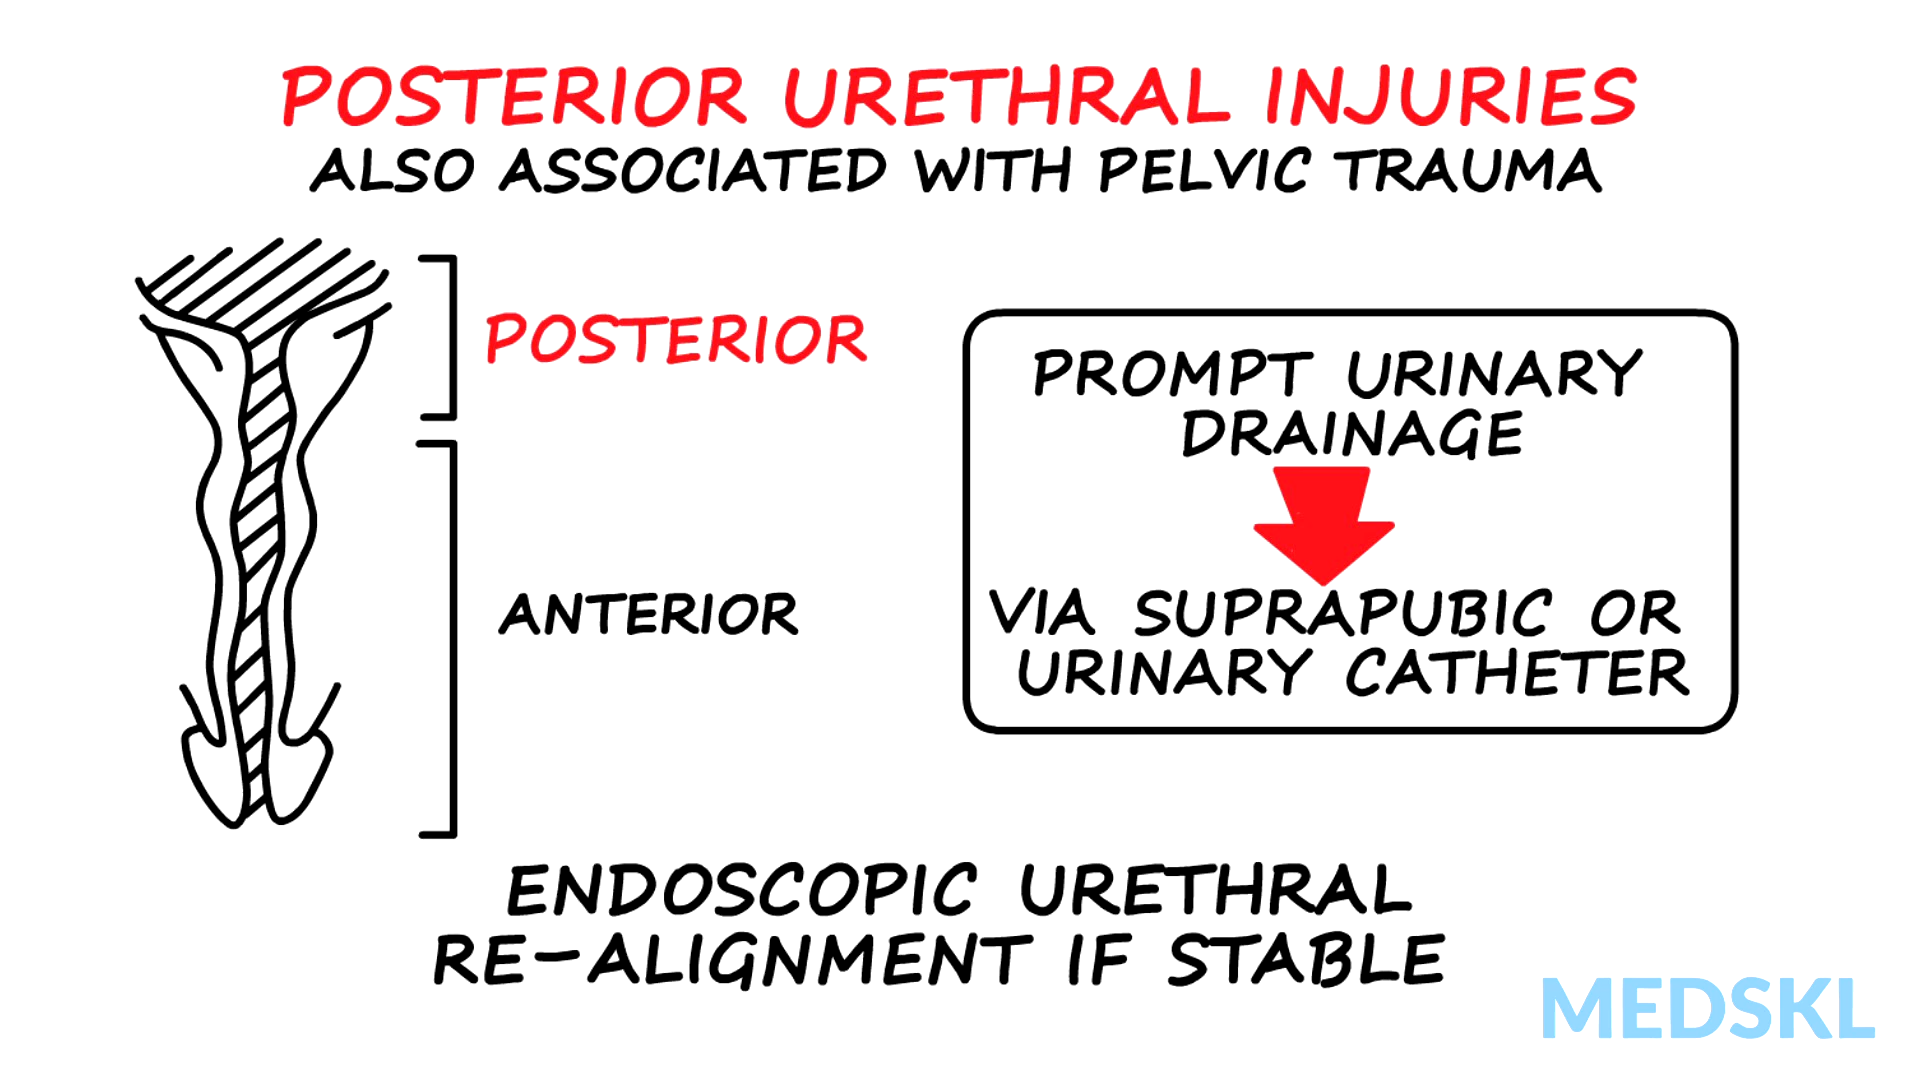 POSTERIOR URETHRAL INJURIES
ALSO ASSOCIATED WITH PELVIC TRAUMA
POSTERIOR
ANTERIOR
PROMPT URINARY
DRAINAGE
VIA SUPRAPUBIC OR
URINARY CATHETER
ENDOSCOPIC URETHRAL
RE-ALIGNMENT IF STABLE
MEDSKL